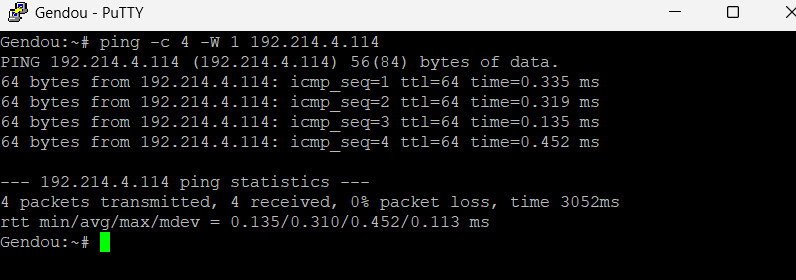 Gendou - PuTTY
Gendou:~# ping -c 4 -W 1 192.214.4.114
PING 192.214.4.114 (192.214.4.114) 56(84) bytes of data.
64 bytes from 192.214.4.114: icmp_seq=1 ttl=64 time=0.335 ms
64 bytes from 192.214.4.114: icmp_seq=2 ttl=64 time=0.319 ms
64 bytes from 192.214.4.114: icmp_seq=3 ttl=64 time=0.135 ms
64 bytes from 192.214.4.114: icmp_seq=4 ttl=64 time=0.452 ms

--- 192.214.4.114 ping statistics ---
4 packets transmitted, 4 received, 0% packet loss, time 3052ms
rtt min/avg/max/mdev = 0.135/0.310/0.452/0.113 ms
Gendou:~#